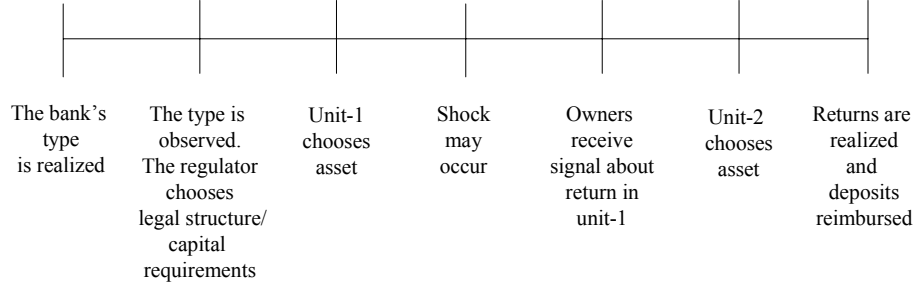 The bank's
type
is realized
The type is
observed.
The regulator
chooses
legal structure/
capital
requirements
Unit-1
chooses
asset
Shock
may
occur
Owners
receive
signal about
return in
unit-1
Unit-2
chooses
asset
Returns are
realized
and
deposits
reimbursed